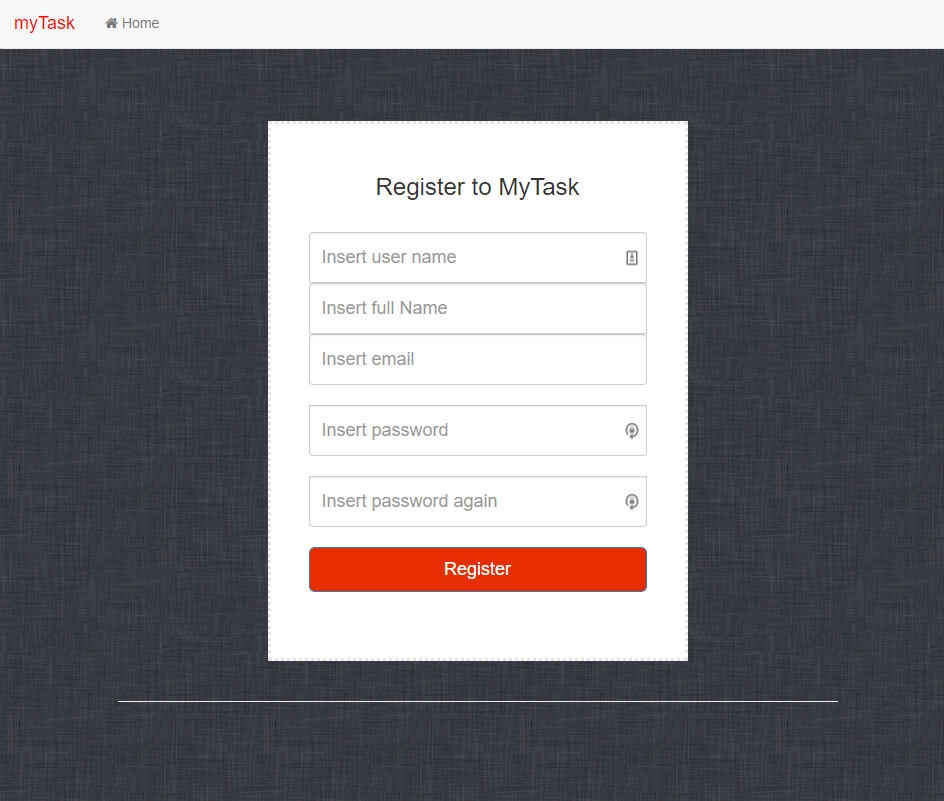 myTask Home
Register to MyTask
Insert user name
Insert full Name
Insert email
Insert password
Insert password again
Register